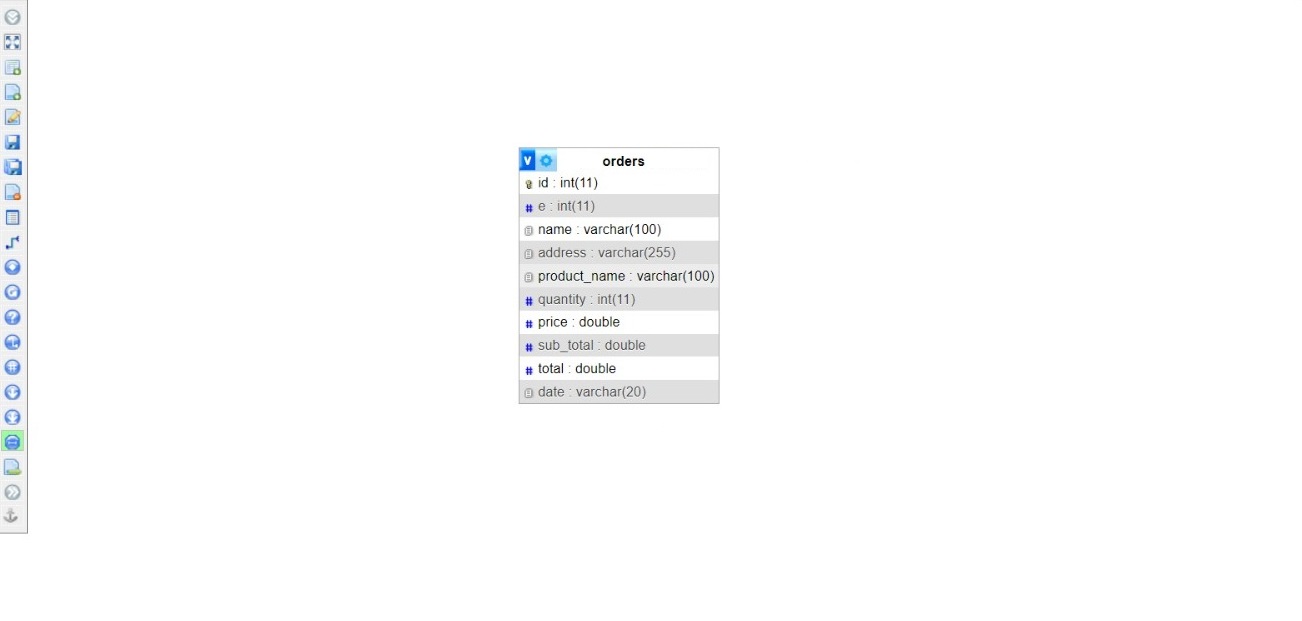 V orders
id : int(11)
e : int(11)
name : varchar(100)
address : varchar(255)
product_name : varchar(100)
quantity : int(11)
price : double
sub_total : double
total : double
date : varchar(20)